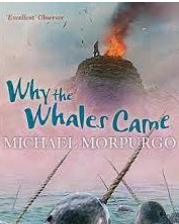 'Excellent' Observer
Why the
Whales Came
MICHAEL MORPURGO